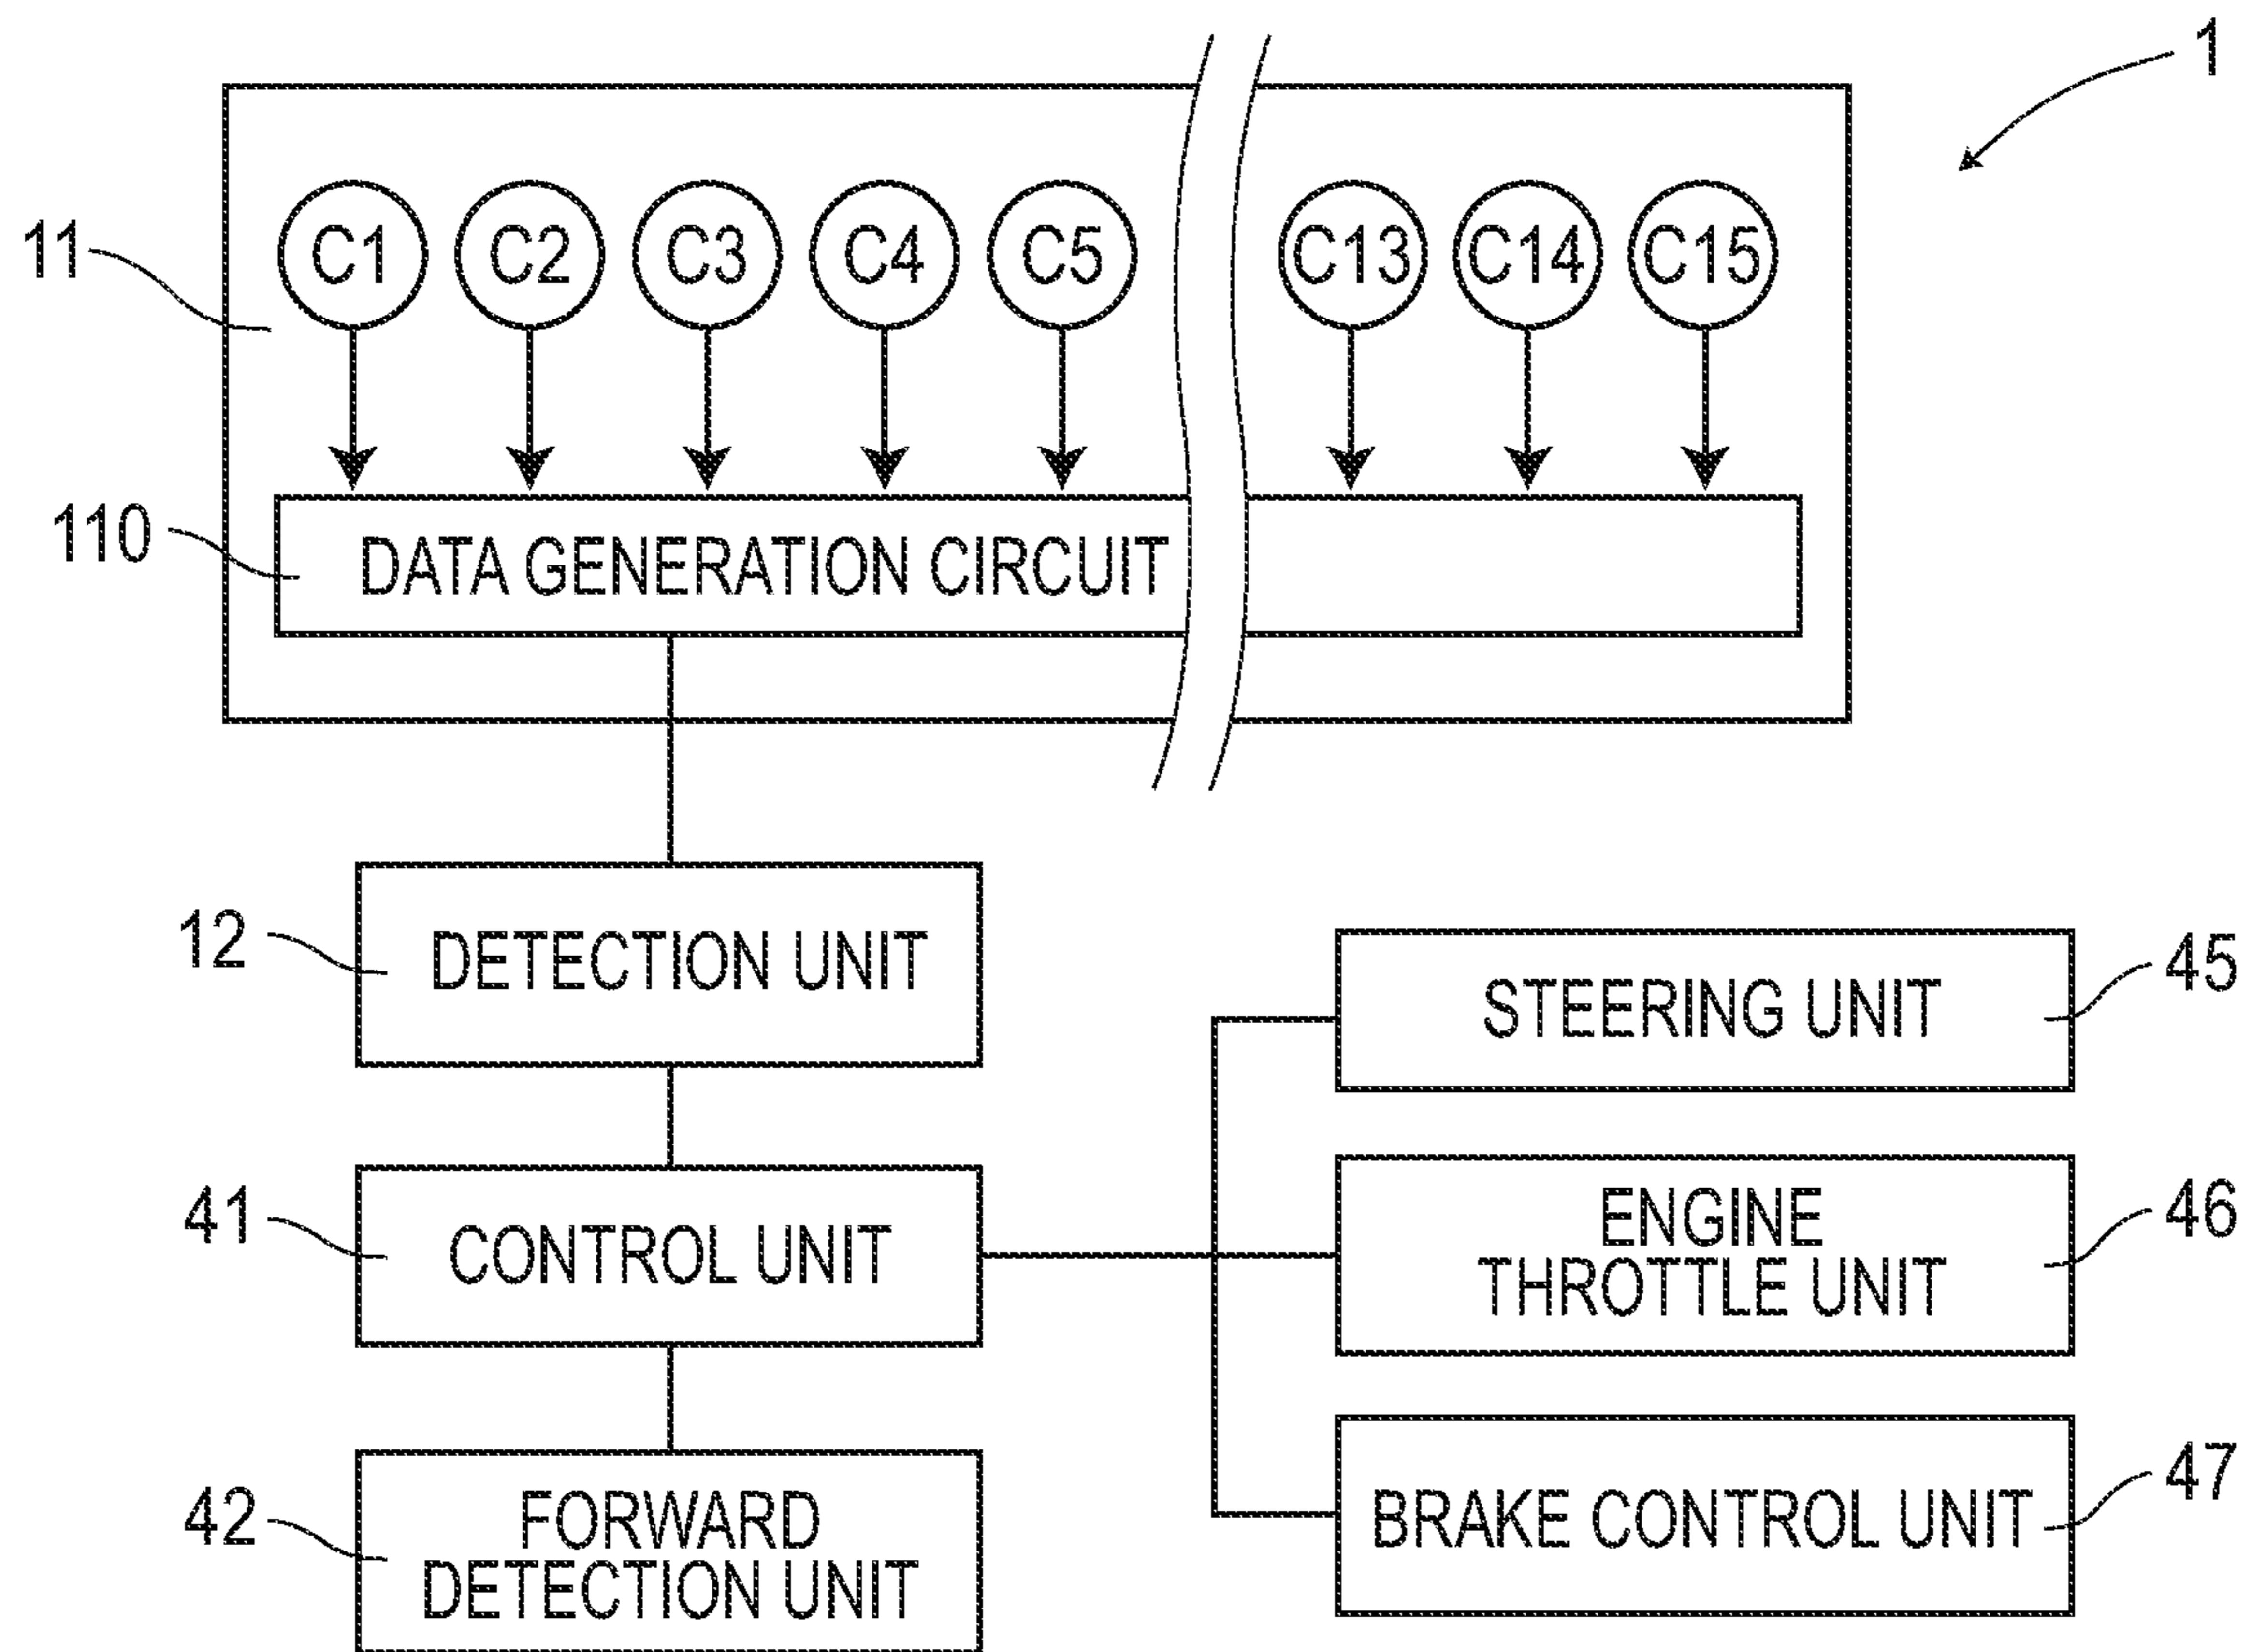 1
11
C1 C2 C3 C4 C5 C13 C14 C15
110
DATA GENERATION CIRCUIT
12
DETECTION UNIT
45
STEERING UNIT
41
CONTROL UNIT
46
ENGINE
THROTTLE UNIT
42
FORWARD
DETECTION UNIT
47
BRAKE CONTROL UNIT